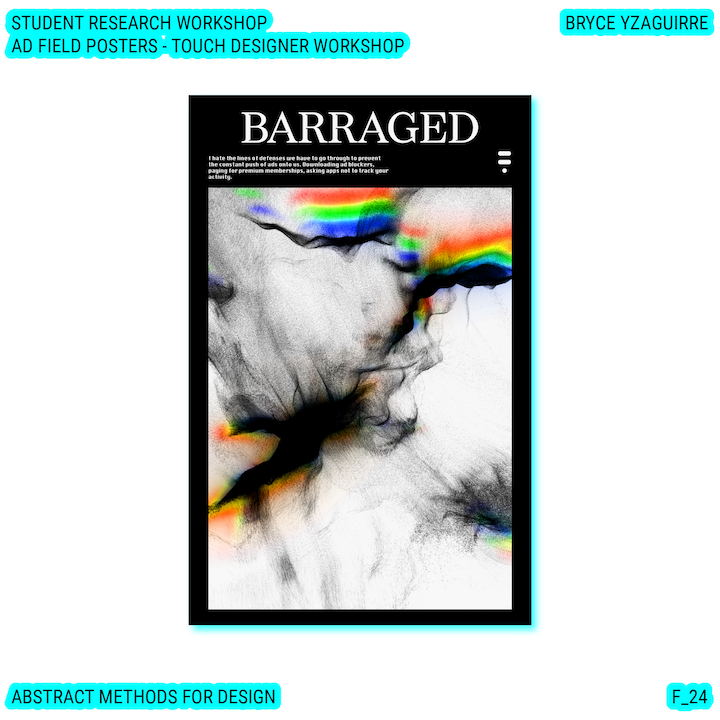 STUDENT RESEARCH WORKSHOP
BRYCE YZAGUIRRE
AD FIELD POSTERS - TOUCH DESIGNER WORKSHOP
BARRAGED
I hate the lines of defenses we have to go through to prevent
the constant push of ads onto us. Downloading ad blockers,
paying for premium memberships, asking apps not to track your
activity.
ABSTRACT METHODS FOR DESIGN
F_24